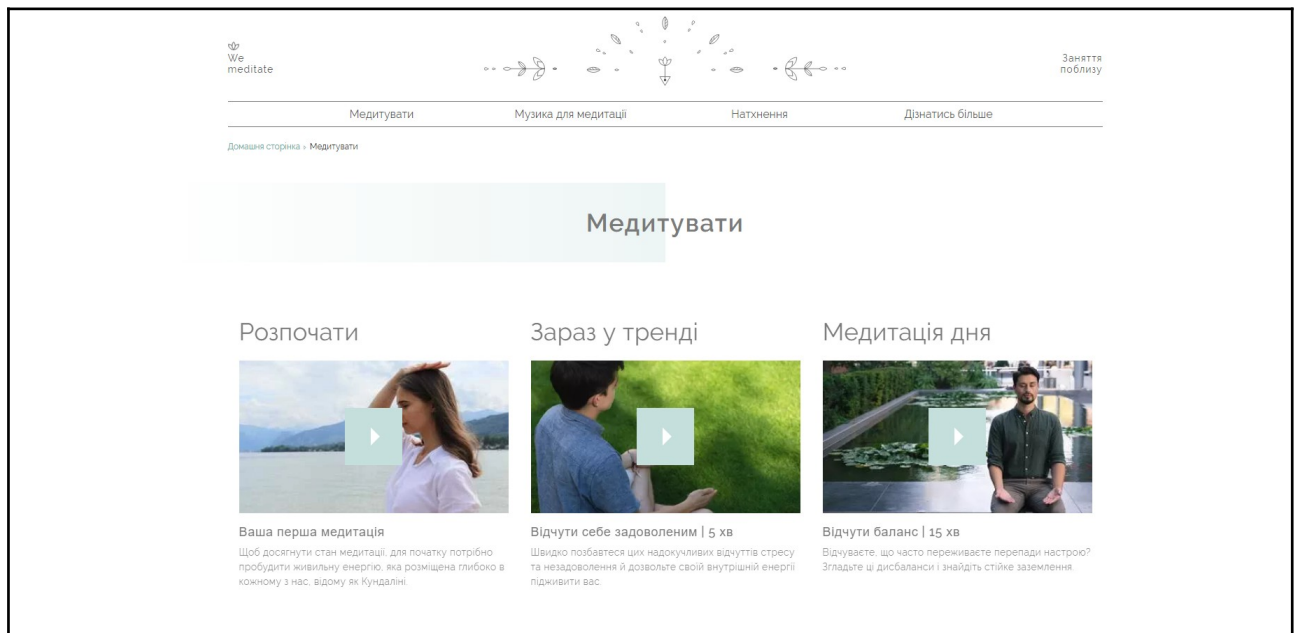 We
meditate
Заняття
поблизу
Медитувати
Музика для медитації
Натхнення
Дізнатись більше
Домашня сторінка › Медитувати
Медитувати
Розпочати
Ваша перша медитація
Щоб досягнути стан медитації, для початку потрібно
пробудити живильну енергію, яка розміщена глибоко в
кожному з нас, відому як Кундаліні.
Зараз у тренді
Відчути себе задоволеним | 5 хв
Швидко позбавтеся цих надокучливих відчуттів стресу
та незадоволення й дозвольте своїй внутрішній енергії
підживити вас.
Медитація дня
Відчути баланс | 15 хв
Відчуваєте, що часто переживаєте перепади настрою?
Згладьте ці дисбаланси і знайдіть стійке заземлення.